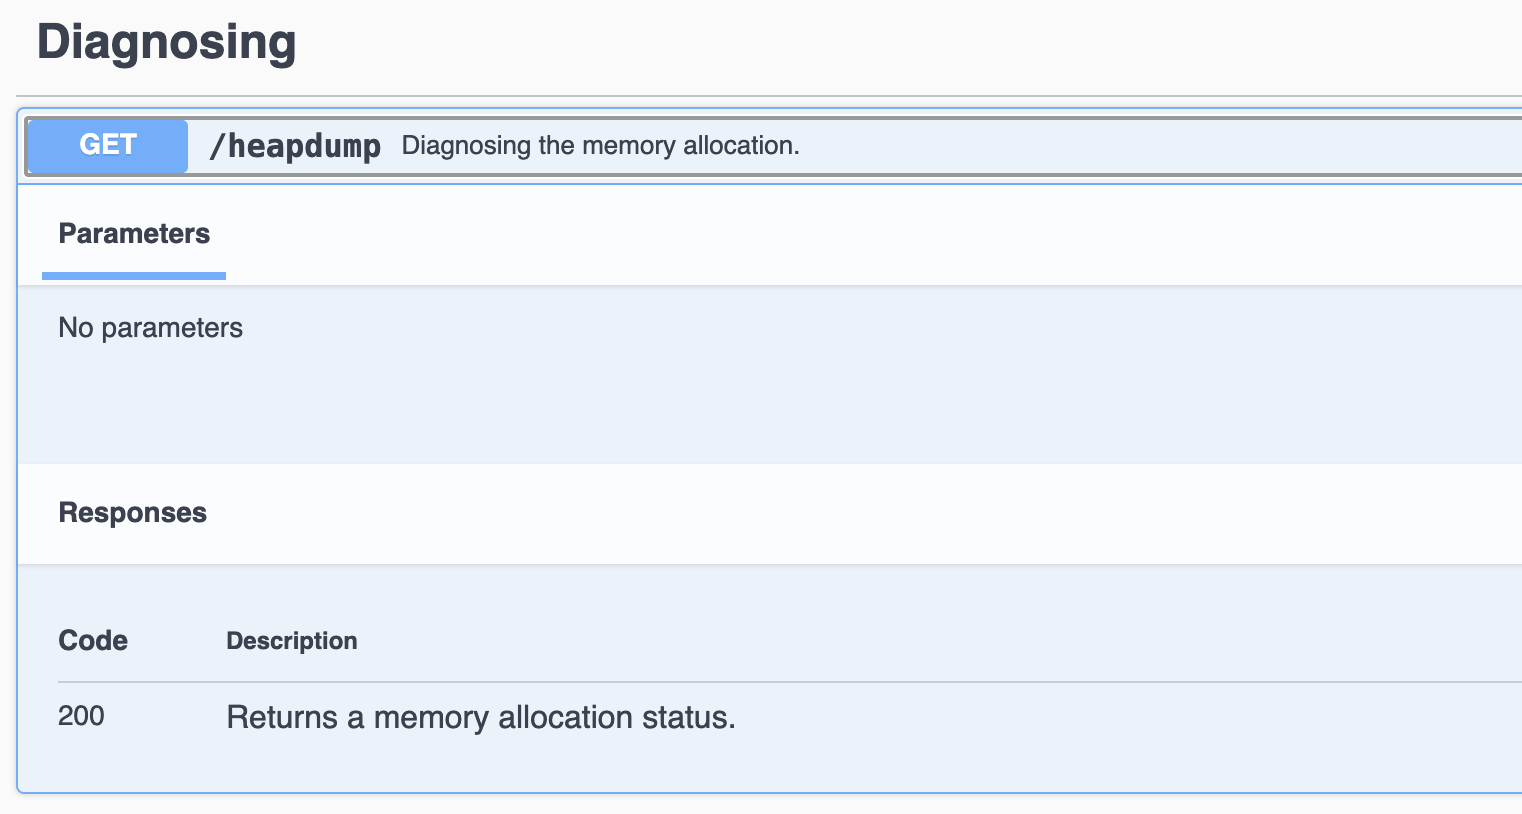 Diagnosing
GET /heapdump Diagnosing the memory allocation.
Parameters
No parameters
Responses
Code Description
200 Returns a memory allocation status.